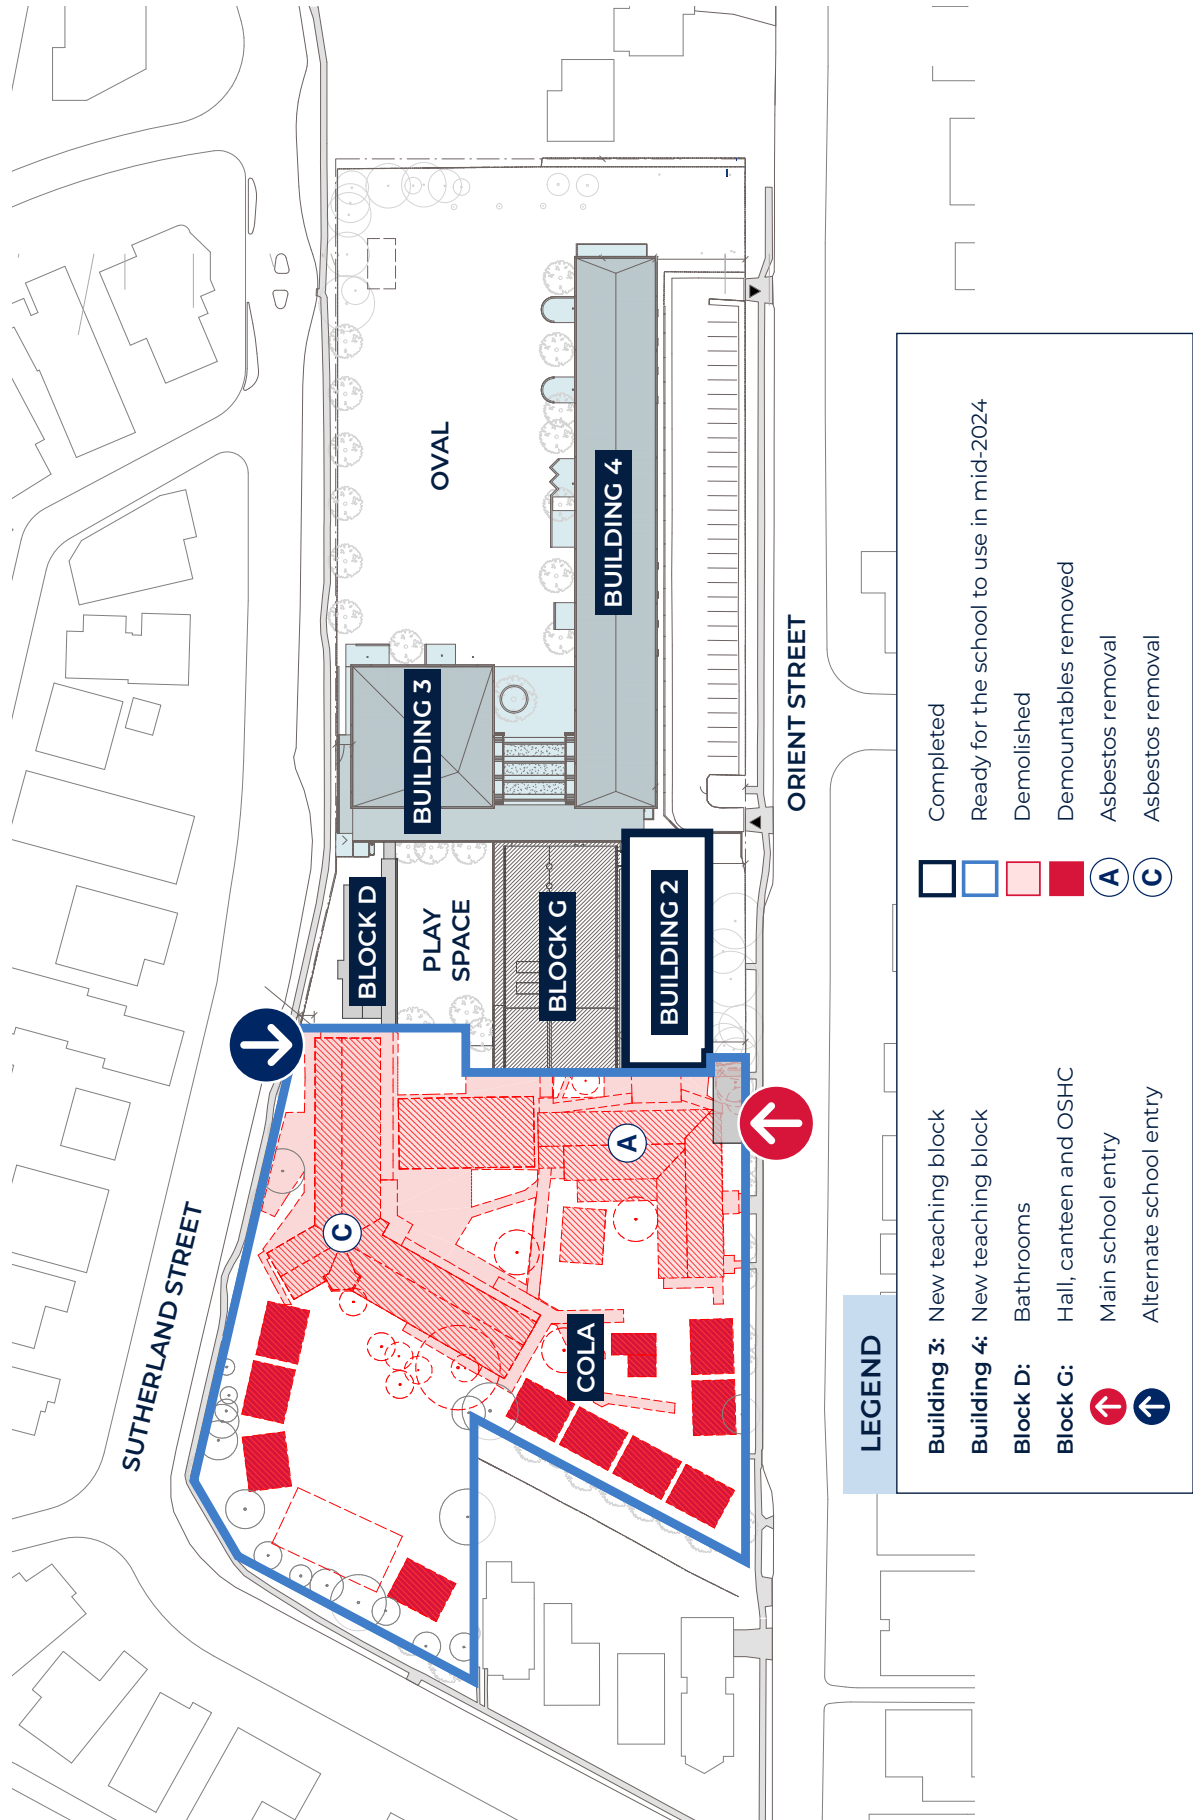 SUTHERLAND STREET
OVAL
BUILDING 3
BUILDING 4
BLOCK D
PLAY
SPACE
BLOCK G
BUILDING 2
C
A
COLA
ORIENT STREET
LEGEND
Building 3: New teaching block
Building 4: New teaching block
Block D: Bathrooms
Block G: Hall, canteen and OSHC
Main school entry
Alternate school entry
Completed
Ready for the school to use in mid-2024
Demolished
Demountables removed
A Asbestos removal
C Asbestos removal